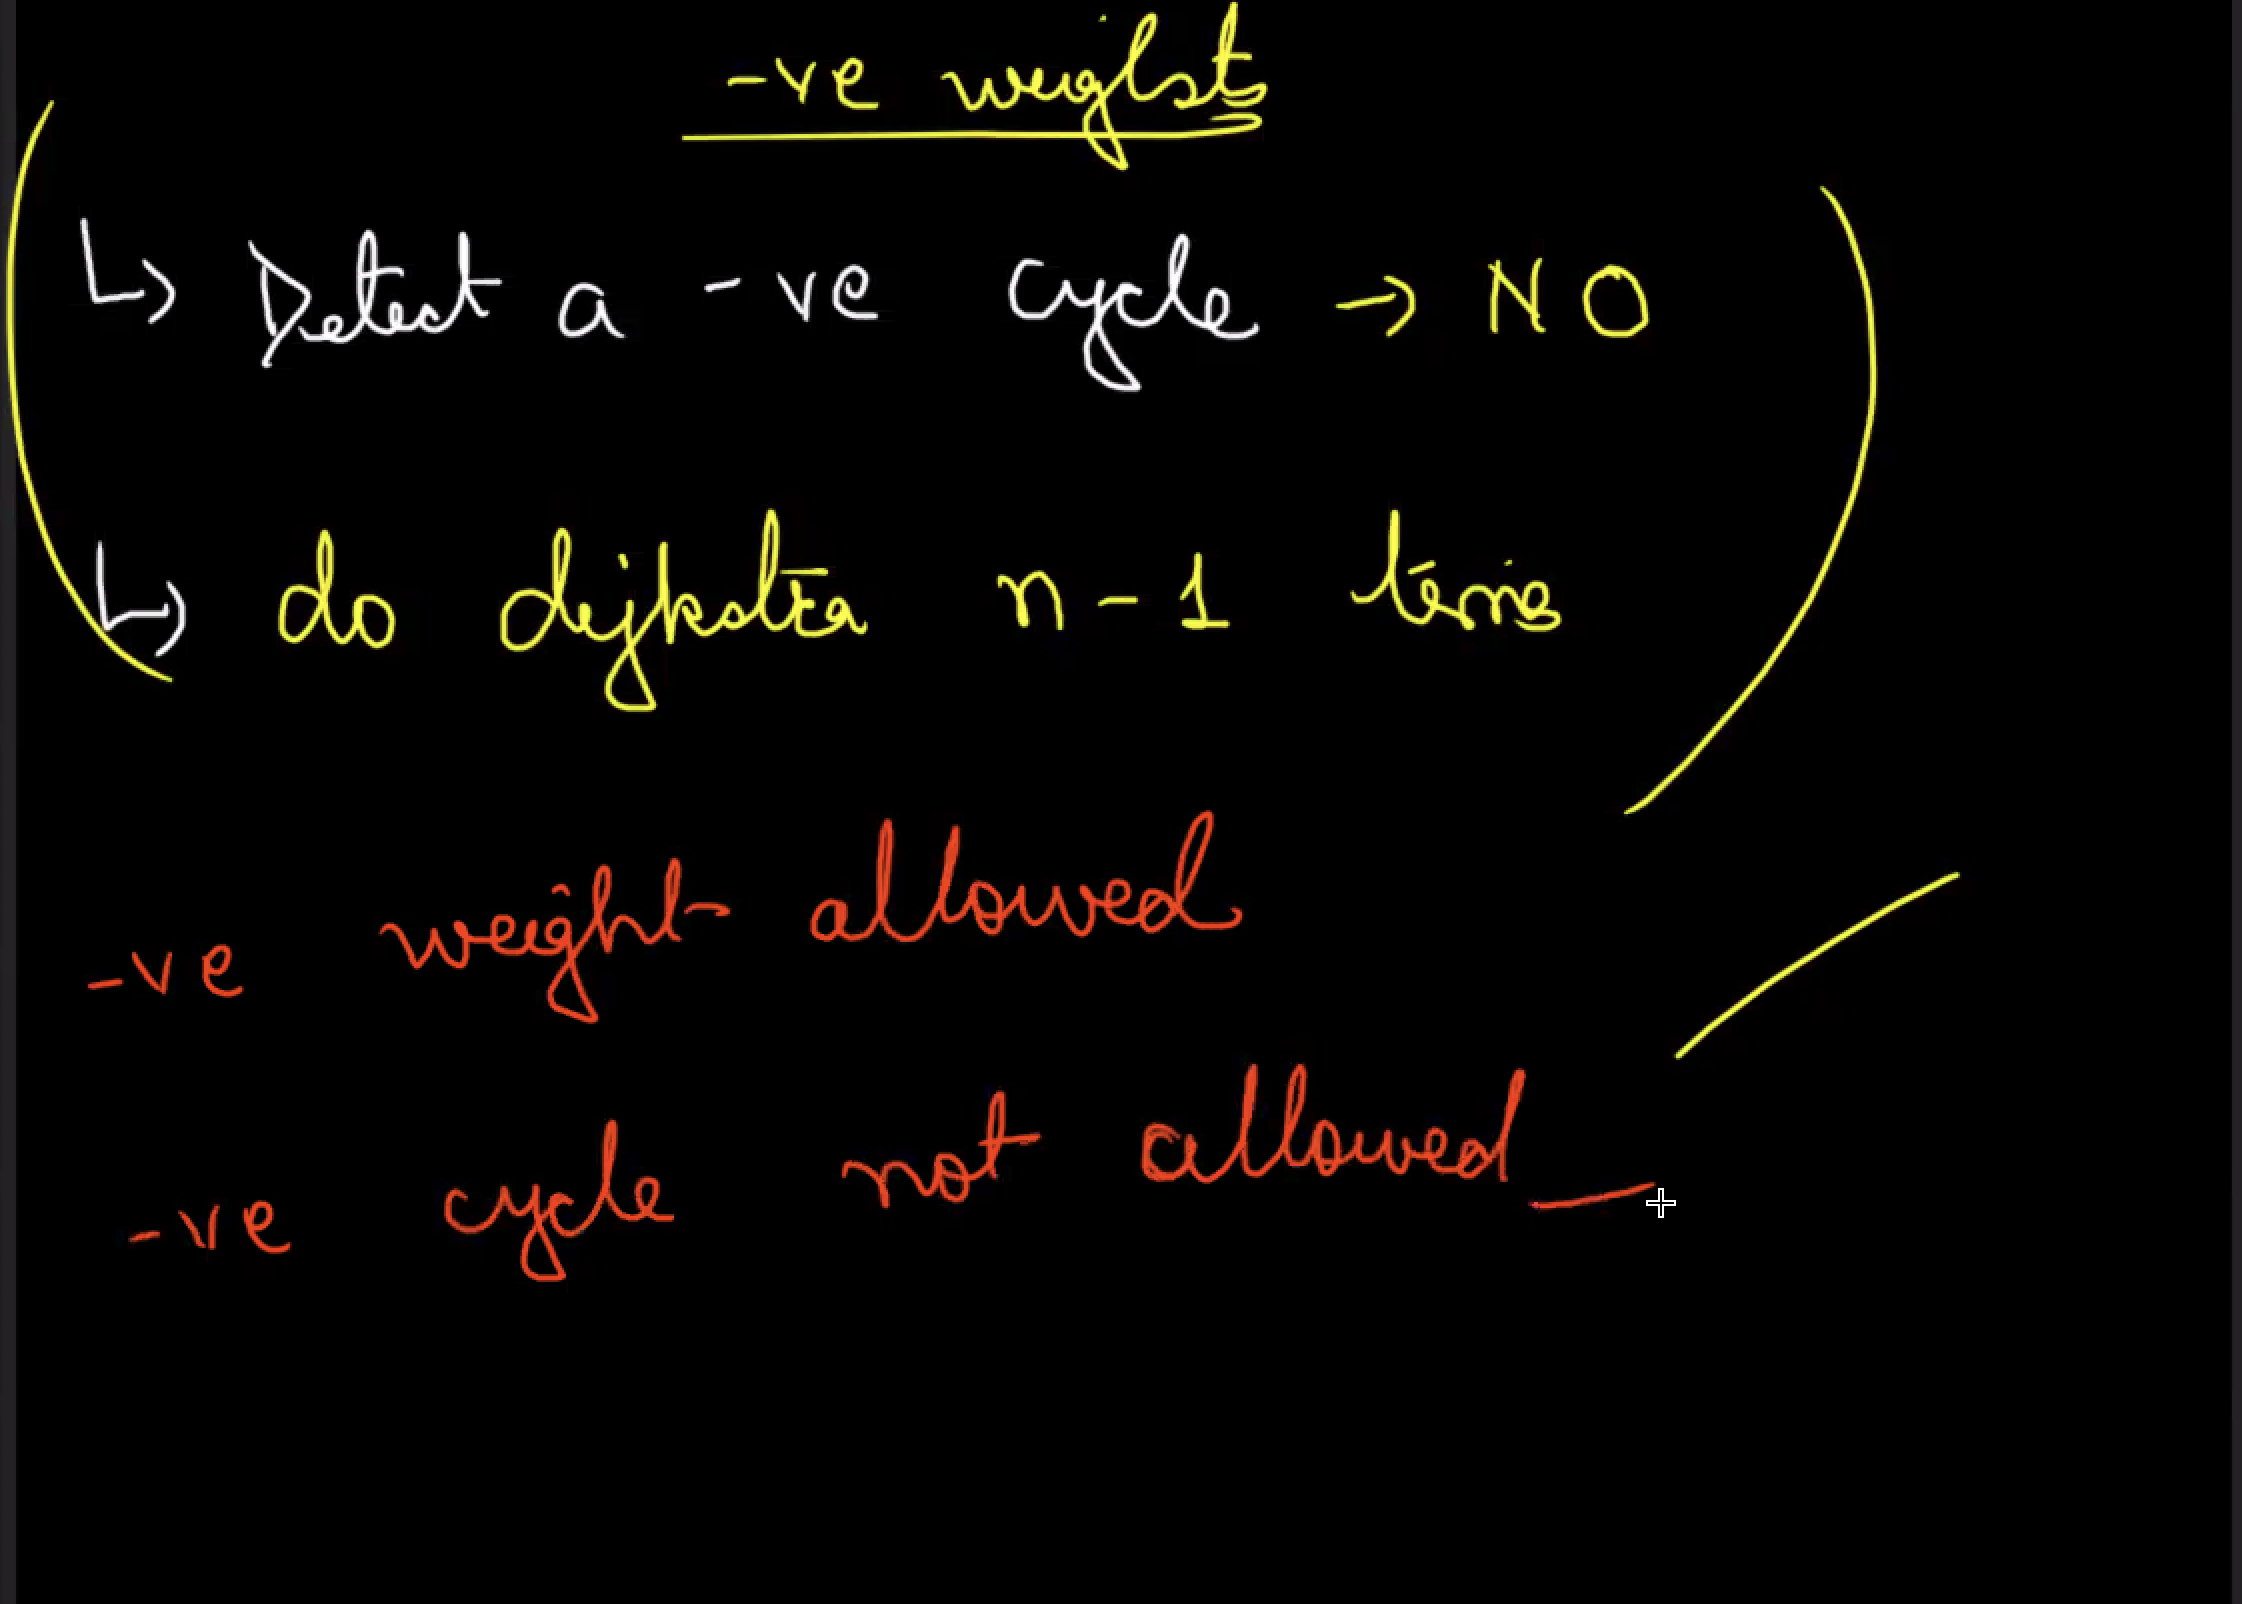 -ve weights
↳ Detect a -ve cycle → NO
↳ do dijkstra n-1 times
-ve weight allowed
-ve cycle not allowed